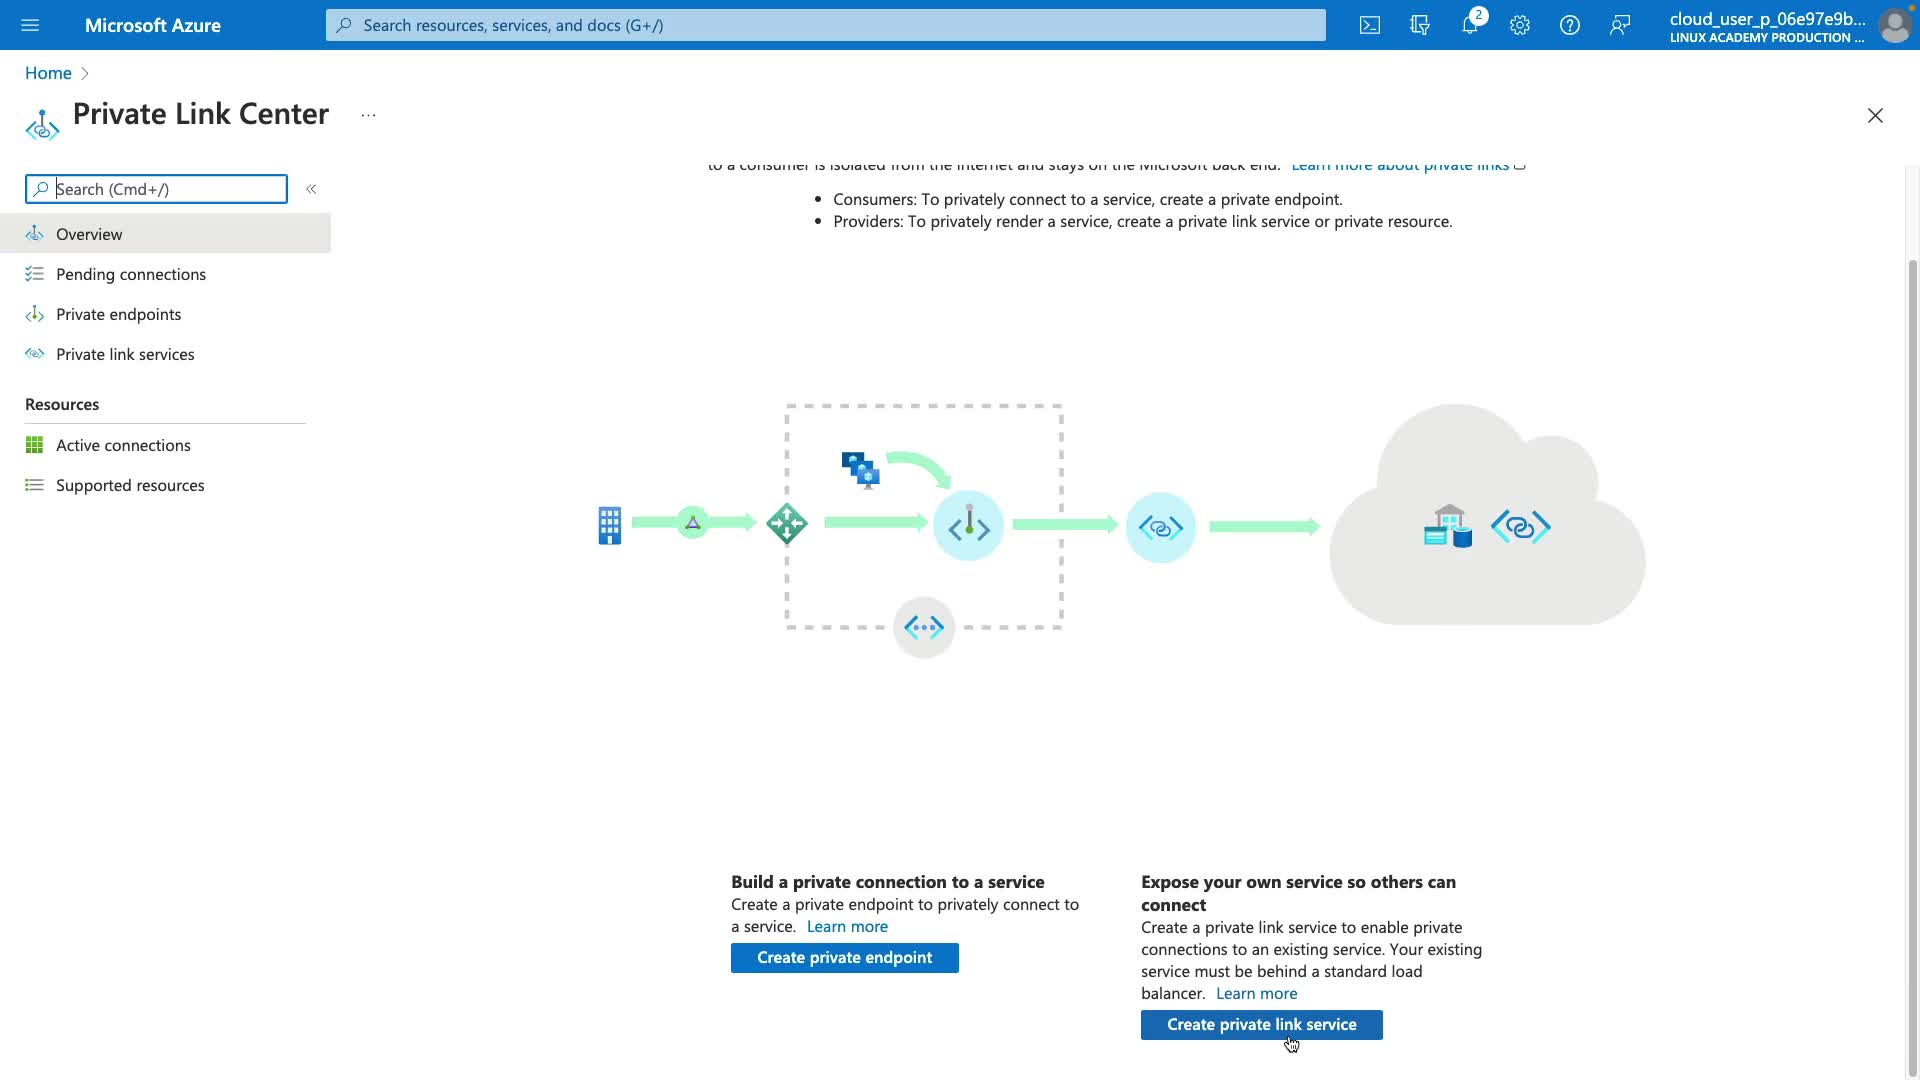 Microsoft Azure
Search resources, services, and docs (G+/)
2
cloud_user_p_06e97e9b...
LINUX ACADEMY PRODUCTION ...
Home
Private Link Center
...
Search (Cmd+/)
Overview
Pending connections
Private endpoints
Private link services
Resources
Active connections
Supported resources
to a consumer is isolated from the internet and stays on the Microsoft back end. Learn more about private links
• Consumers: To privately connect to a service, create a private endpoint.
• Providers: To privately render a service, create a private link service or private resource.
Build a private connection to a service
Create a private endpoint to privately connect to
a service. Learn more
Create private endpoint
Expose your own service so others can
connect
Create a private link service to enable private
connections to an existing service. Your existing
service must be behind a standard load
balancer. Learn more
Create private link service